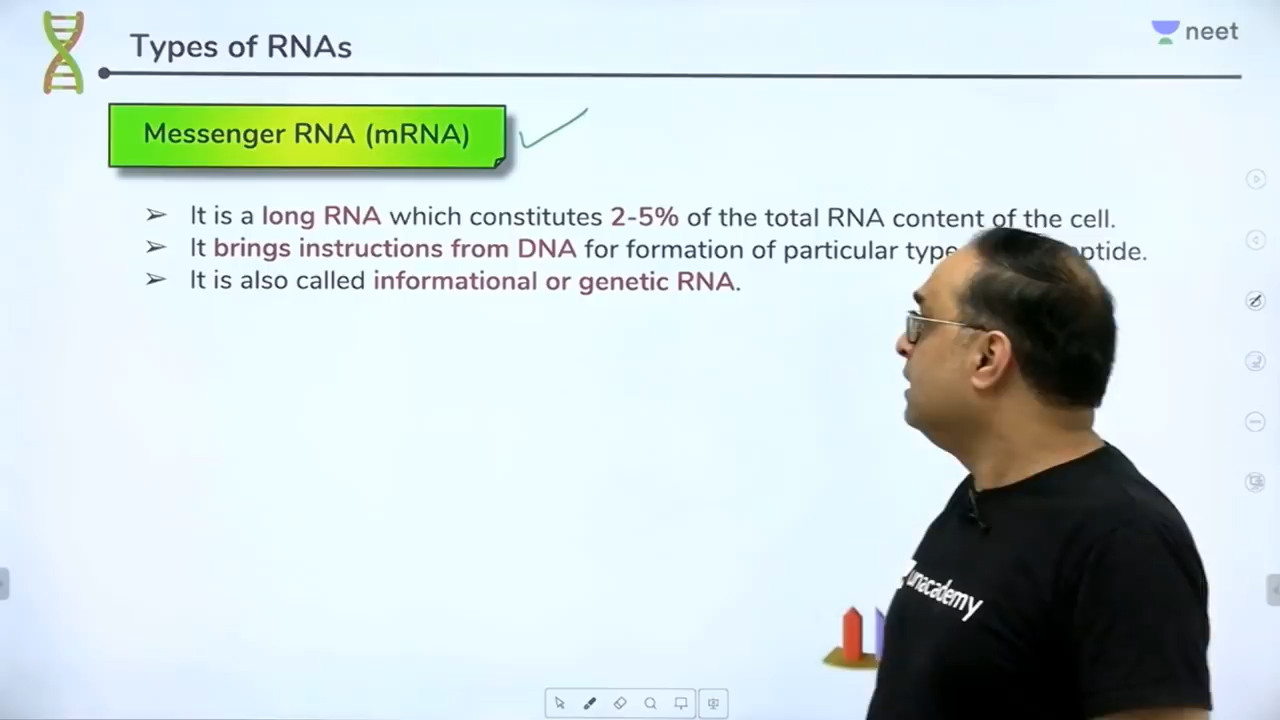 Types of RNAs
neet
Messenger RNA (mRNA)
➢ It is a long RNA which constitutes 2-5% of the total RNA content of the cell.
➢ It brings instructions from DNA for formation of particular type ptide.
➢ It is also called informational or genetic RNA.
unacademy